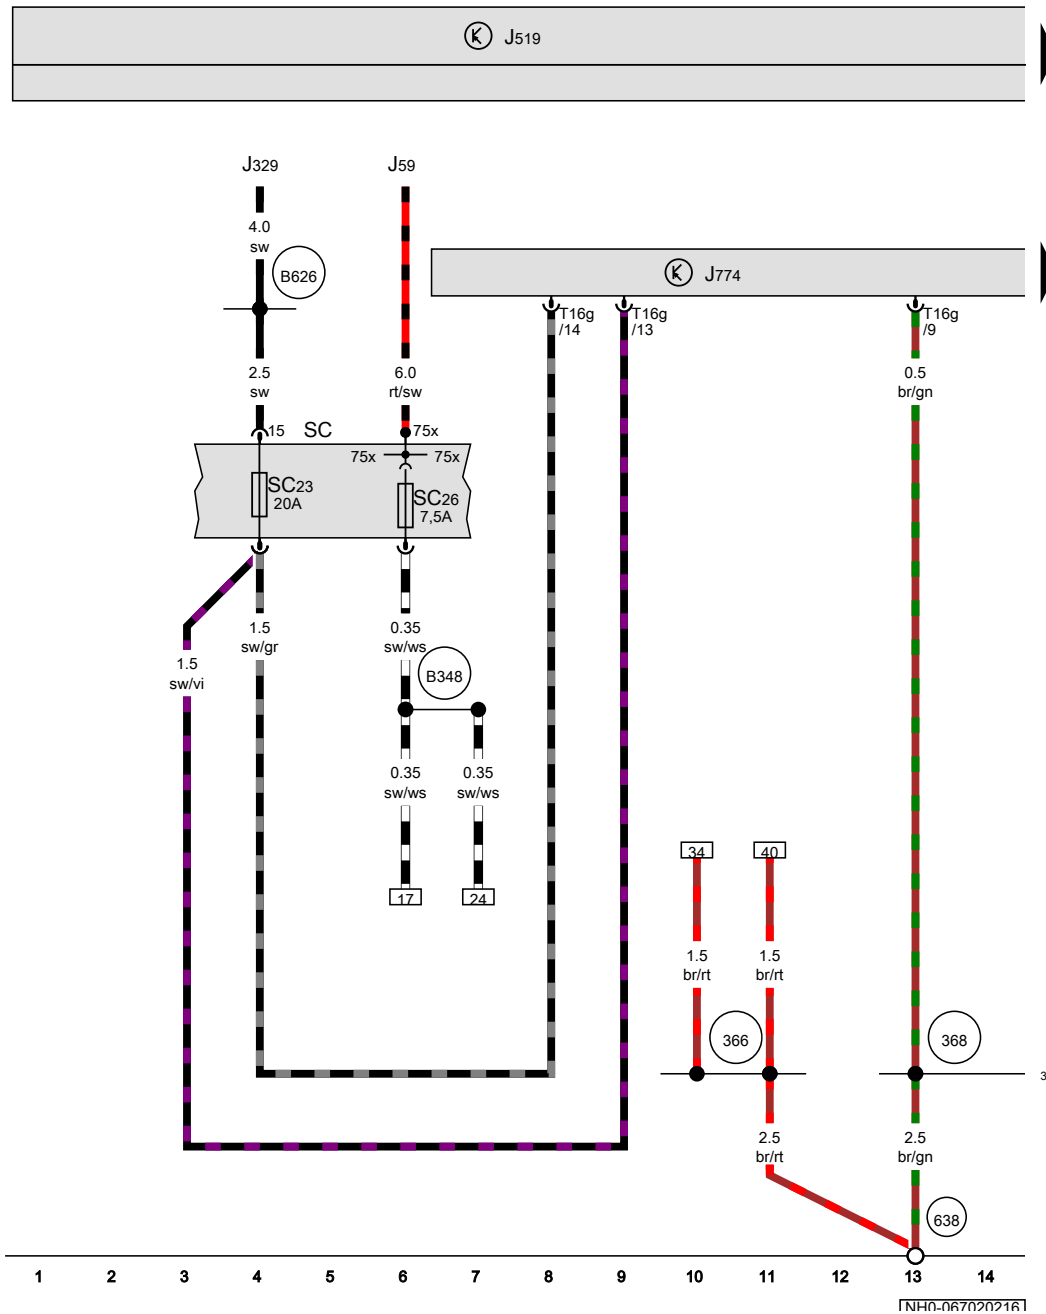 J519
J329
J59
4.0
sw
B626
J774
T16g
/14
T16g
/13
T16g
/9
2.5
sw
6.0
rt/sw
0.5
br/gn
15
SC
75x
75x
75x
SC23
20A
SC26
7,5A
1.5
sw/gr
0.35
sw/ws
1.5
sw/vi
B348
0.35
sw/ws
0.35
sw/ws
34
40
17
24
1.5
br/rt
1.5
br/rt
366
368
3
2.5
br/rt
2.5
br/gn
638
1 2 3 4 5 6 7 8 9 10 11 12 13 14
NH0-067020216